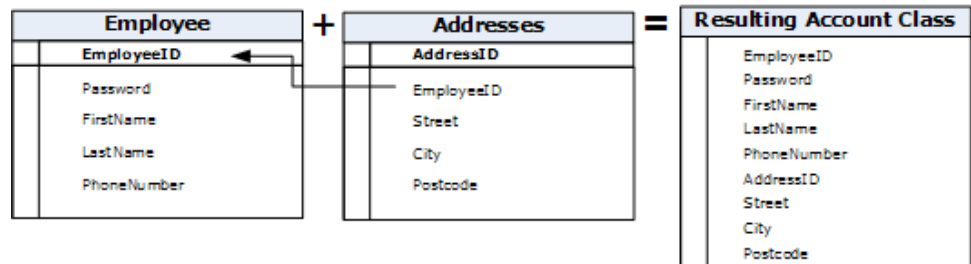 Employee
EmployeeID
Password
FirstName
LastName
PhoneNumber
+
Addresses
AddressID
EmployeeID
Street
City
Postcode
=
Resulting Account Class
EmployeeID
Password
FirstName
LastName
PhoneNumber
AddressID
Street
City
Postcode